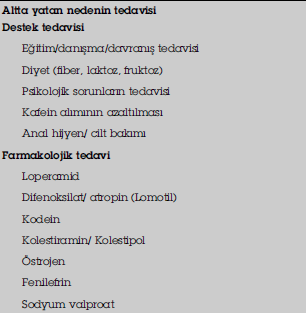 Altta yatan nedenin tedavisi
Destek tedavisi
Eğitim/danışma/davranış tedavisi
Diyet (fiber, laktoz, fruktoz)
Psikolojik sorunların tedavisi
Kafein alımının azaltılması
Anal hijyen/ cilt bakımı
Farmakolojik tedavi
Loperamid
Difenoksilat/ atropin (Lomotil)
Kodein
Kolestiramin/ Kolestipol
Östrojen
Fenilefrin
Sodyum valproat